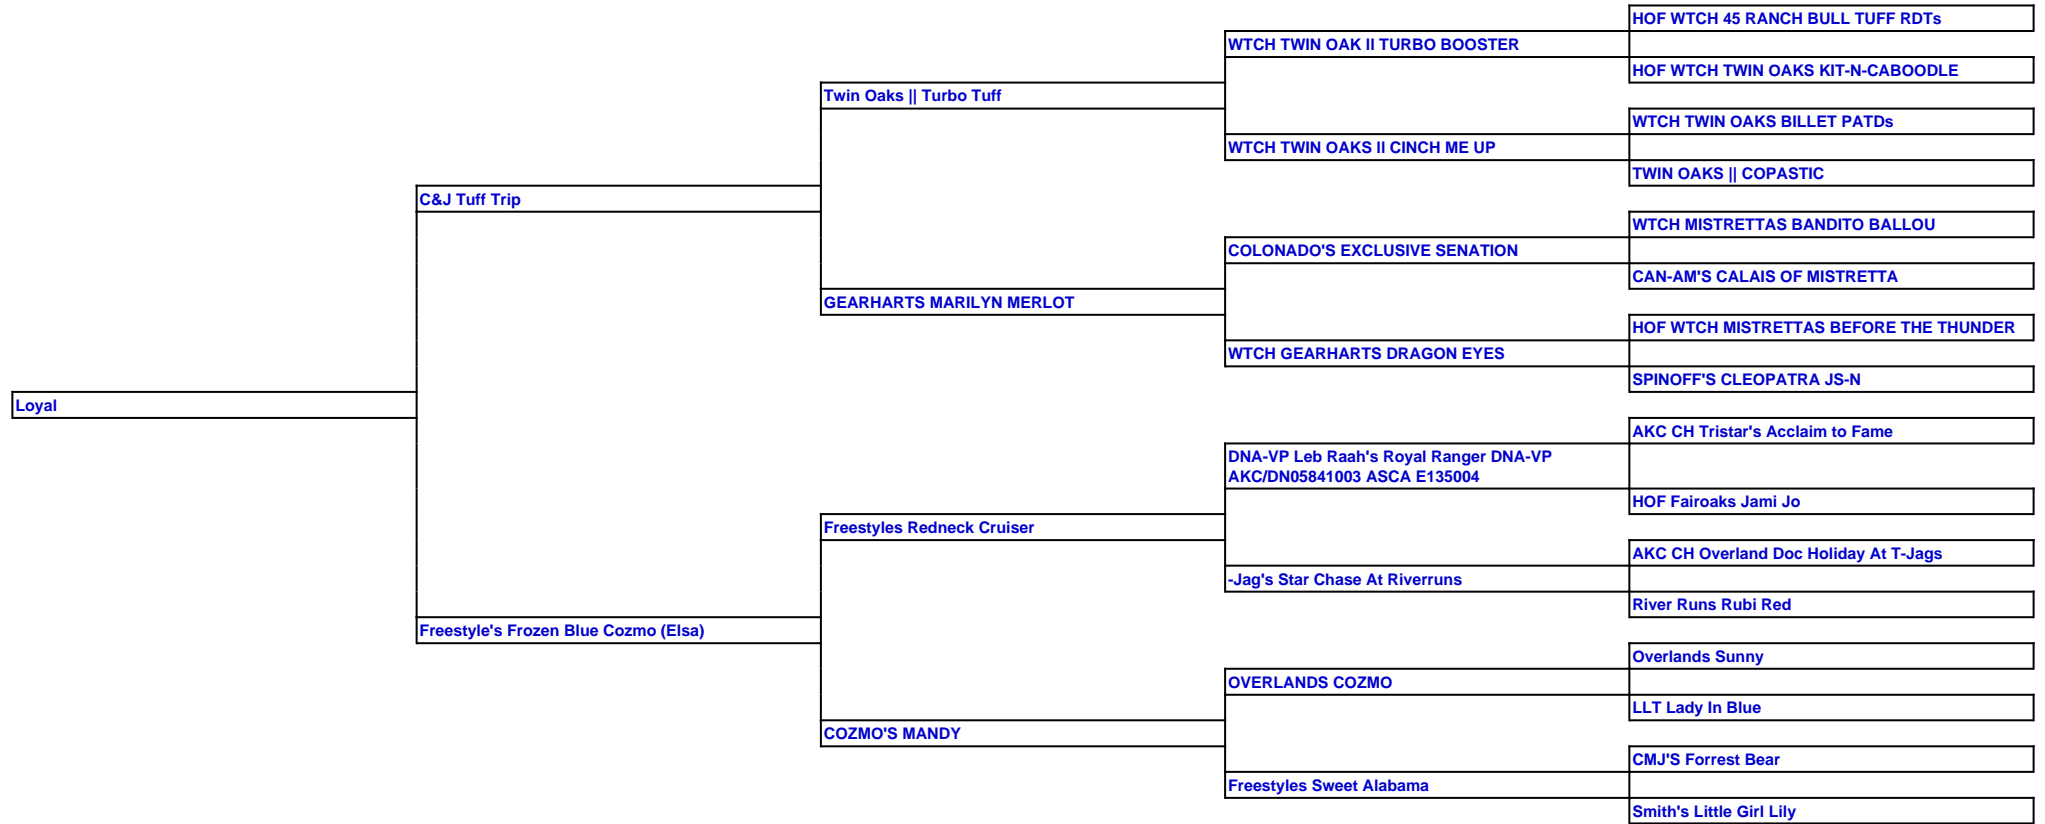 HOF WTCH 45 RANCH BULL TUFF RDTs
WTCH TWIN OAK II TURBO BOOSTER
HOF WTCH TWIN OAKS KIT-N-CABOODLE
Twin Oaks || Turbo Tuff
WTCH TWIN OAKS BILLET PATDs
WTCH TWIN OAKS II CINCH ME UP
TWIN OAKS || COPASTIC
C&J Tuff Trip
WTCH MISTRETTAS BANDITO BALLOU
COLONADO'S EXCLUSIVE SENATION
CAN-AM'S CALAIS OF MISTRETTA
GEARHARTS MARILYN MERLOT
HOF WTCH MISTRETTAS BEFORE THE THUNDER
WTCH GEARHARTS DRAGON EYES
SPINOFF'S CLEOPATRA JS-N
Loyal
AKC CH Tristar's Acclaim to Fame
DNA-VP Leb Raah's Royal Ranger DNA-VP
AKC/DN05841003 ASCA E135004
HOF Fairoaks Jami Jo
Freestyles Redneck Cruiser
AKC CH Overland Doc Holiday At T-Jags
-Jag's Star Chase At Riverruns
River Runs Rubi Red
Freestyle's Frozen Blue Cozmo (Elsa)
Overlands Sunny
OVERLANDS COZMO
LLT Lady In Blue
COZMO'S MANDY
CMJ'S Forrest Bear
Freestyles Sweet Alabama
Smith's Little Girl Lily